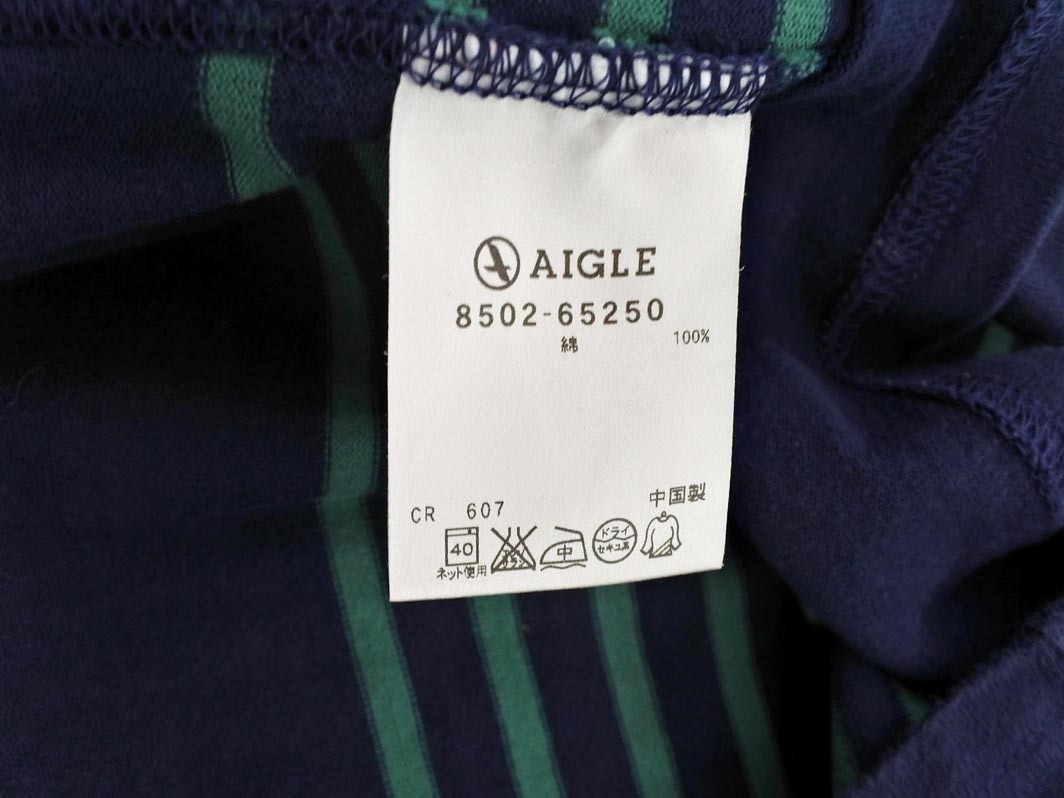 AIGLE
8502-65250
綿 100%
中国製
CR 607
40 中 ドライ
セキユ系
ネット使用